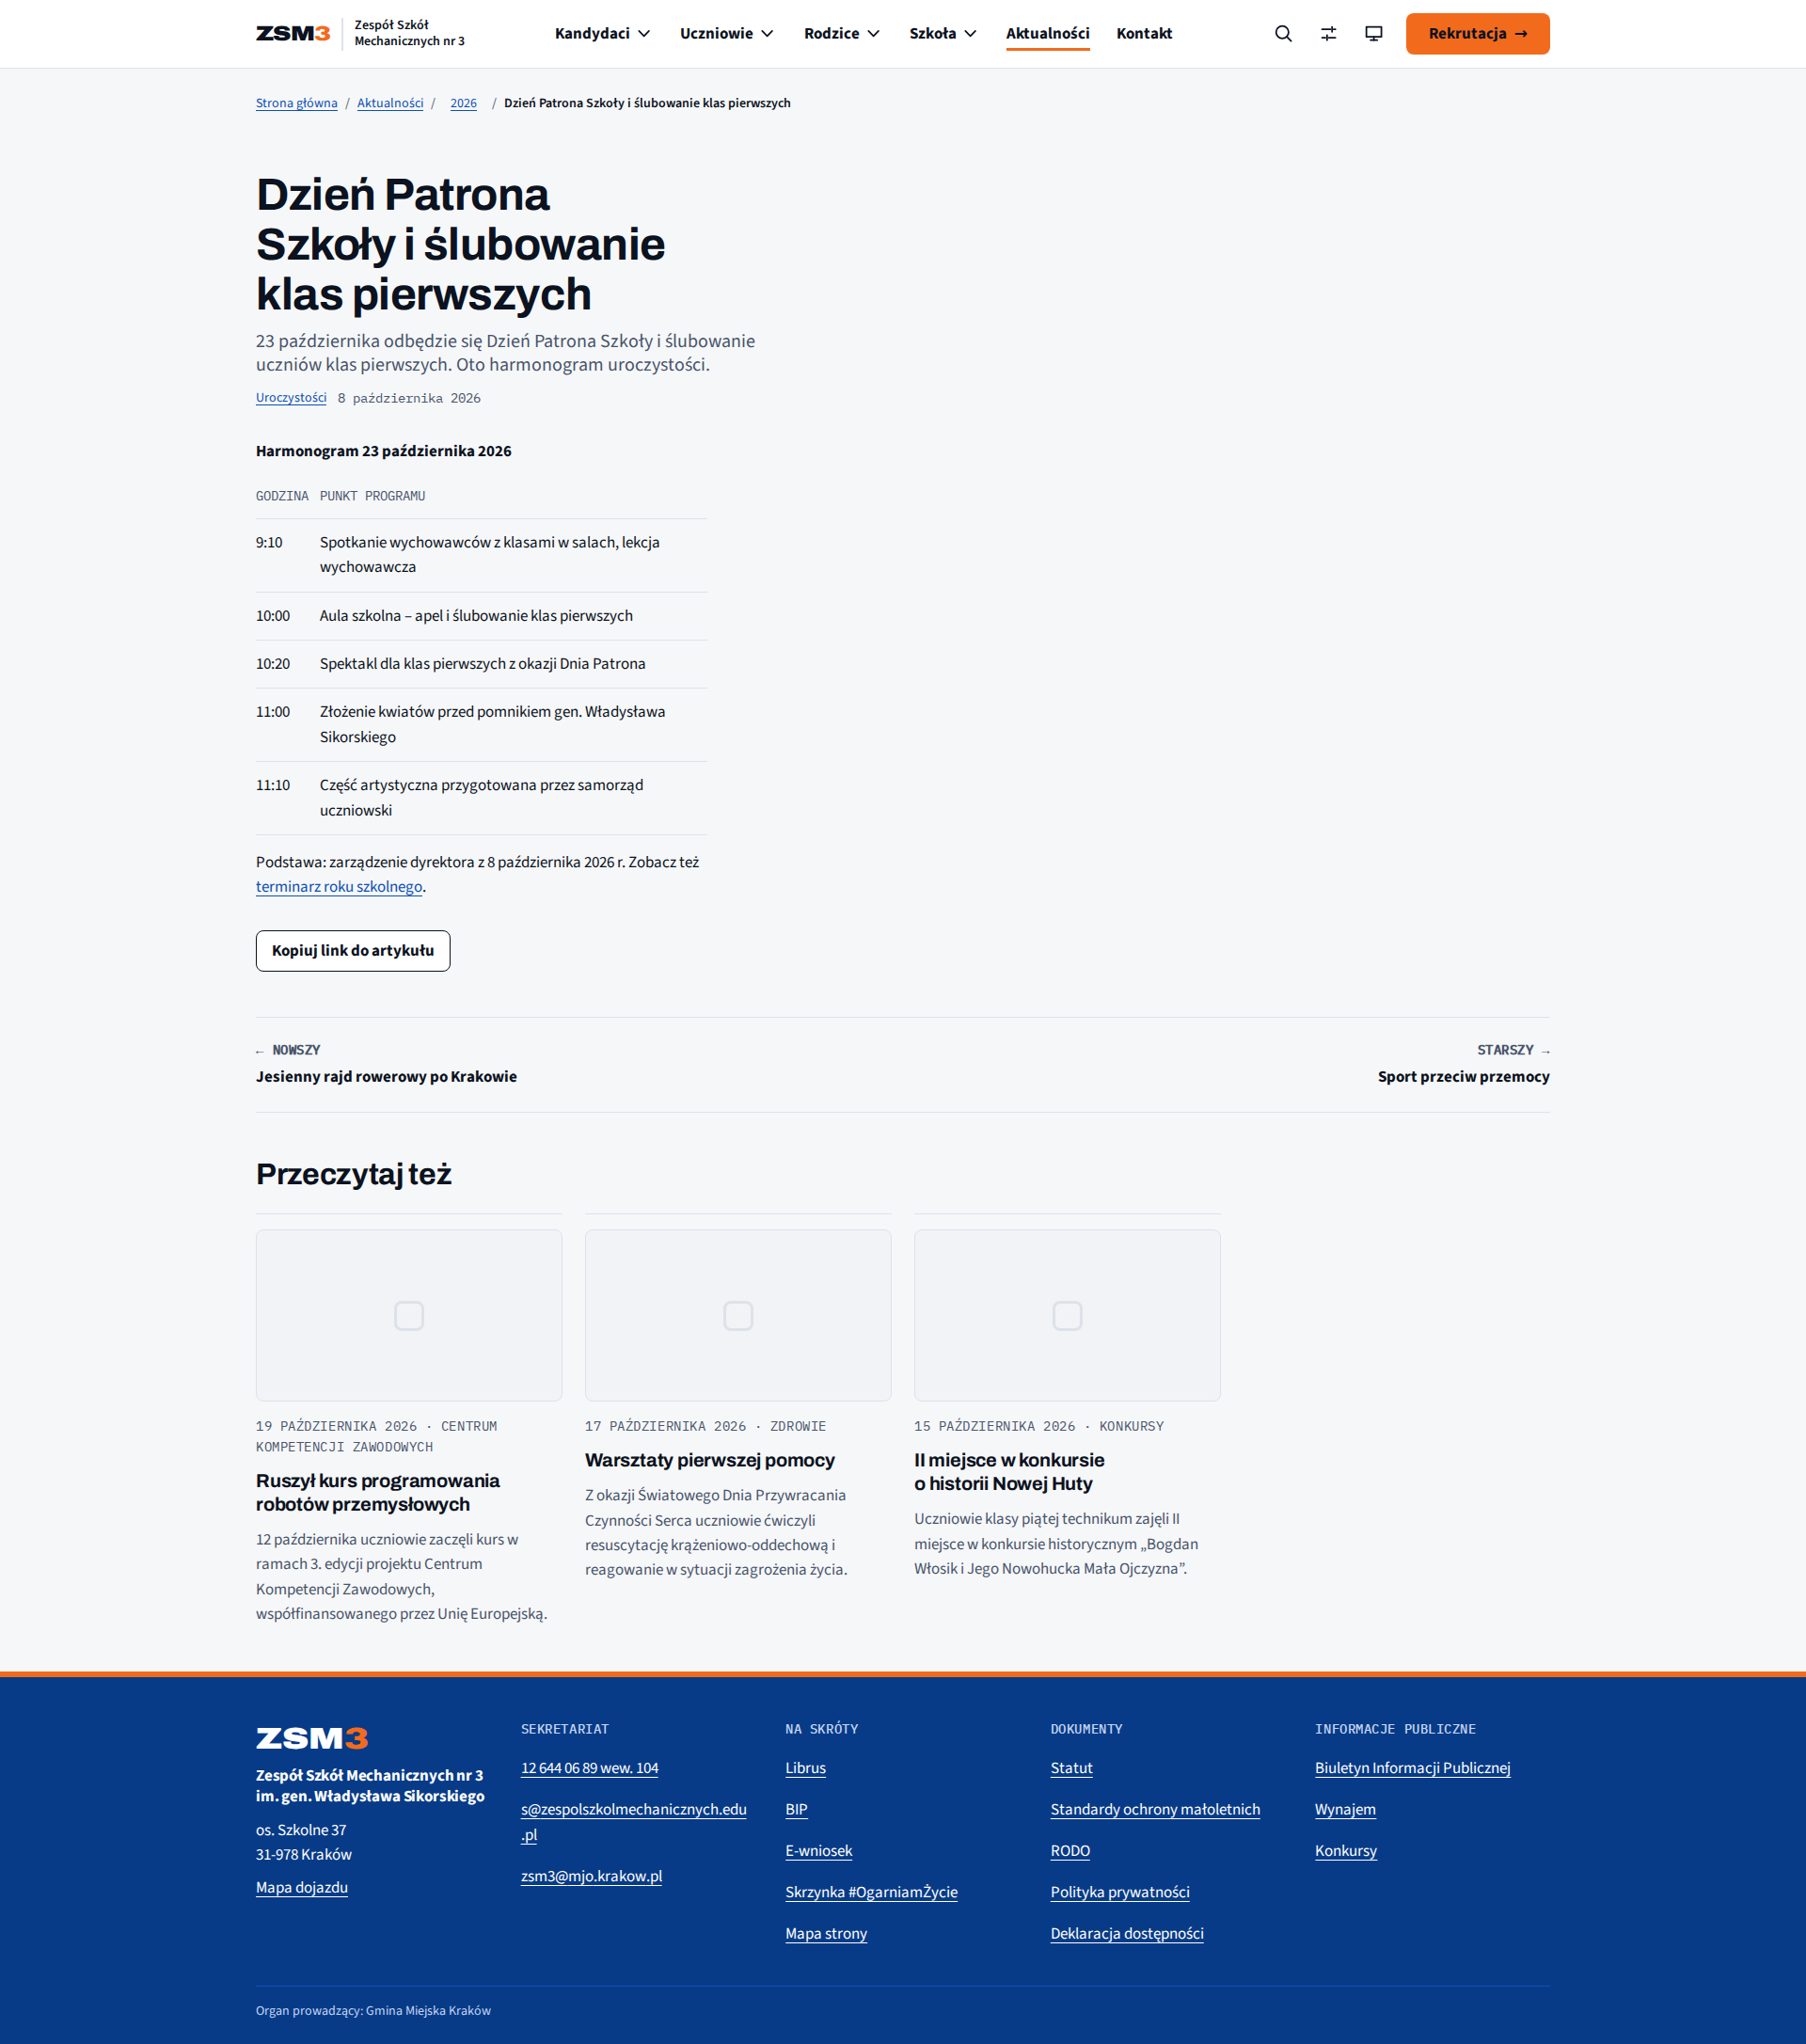 ZSM3
Zespół Szkół
Mechanicznych nr 3
Kandydaci
Uczniowie
Rodzice
Szkoła
Aktualności
Kontakt
Rekrutacja →
Strona główna / Aktualności / 2026 / Dzień Patrona Szkoły i ślubowanie klas pierwszych
Dzień Patrona
Szkoły i ślubowanie
klas pierwszych
23 października odbędzie się Dzień Patrona Szkoły i ślubowanie
uczniów klas pierwszych. Oto harmonogram uroczystości.
Uroczystości 8 października 2026
Harmonogram 23 października 2026
GODZINA PUNKT PROGRAMU
9:10 Spotkanie wychowawców z klasami w salach, lekcja
wychowawcza
10:00 Aula szkolna – apel i ślubowanie klas pierwszych
10:20 Spektakl dla klas pierwszych z okazji Dnia Patrona
11:00 Złożenie kwiatów przed pomnikiem gen. Władysława
Sikorskiego
11:10 Część artystyczna przygotowana przez samorząd
uczniowski
Podstawa: zarządzenie dyrektora z 8 października 2026 r. Zobacz też
terminarz roku szkolnego.
Kopiuj link do artykułu
← NOWSZY
Jesienny rajd rowerowy po Krakowie
STARSZY →
Sport przeciw przemocy
Przeczytaj też
19 PAŹDZIERNIKA 2026 · CENTRUM
KOMPETENCJI ZAWODOWYCH
Ruszył kurs programowania
robotów przemysłowych
12 października uczniowie zaczęli kurs w
ramach 3. edycji projektu Centrum
Kompetencji Zawodowych,
współfinansowanego przez Unię Europejską.
17 PAŹDZIERNIKA 2026 · ZDROWIE
Warsztaty pierwszej pomocy
Z okazji Światowego Dnia Przywracania
Czynności Serca uczniowie ćwiczyli
resuscytację krążeniowo-oddechową i
reagowanie w sytuacji zagrożenia życia.
15 PAŹDZIERNIKA 2026 · KONKURSY
II miejsce w konkursie
o historii Nowej Huty
Uczniowie klasy piątej technikum zajęli II
miejsce w konkursie historycznym „Bogdan
Włosik i Jego Nowohucka Mała Ojczyzna”.
ZSM3
Zespół Szkół Mechanicznych nr 3
im. gen. Władysława Sikorskiego
os. Szkolne 37
31-978 Kraków
Mapa dojazdu
SEKRETARIAT
12 644 06 89 wew. 104
s@zespolszkolmechanicznych.edu
.pl
zsm3@mjo.krakow.pl
NA SKRÓTY
Librus
BIP
E-wniosek
Skrzynka #OgarniamŻycie
Mapa strony
DOKUMENTY
Statut
Standardy ochrony małoletnich
RODO
Polityka prywatności
Deklaracja dostępności
INFORMACJE PUBLICZNE
Biuletyn Informacji Publicznej
Wynajem
Konkursy
Organ prowadzący: Gmina Miejska Kraków